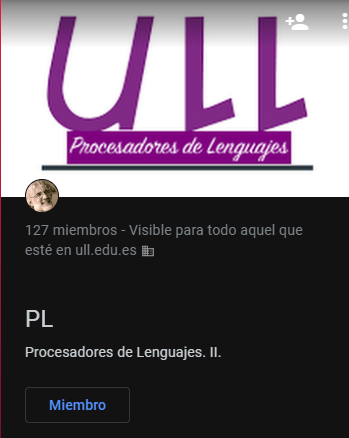 ULL
Procesadores de Lenguajes
127 miembros - Visible para todo aquel que
esté en ull.edu.es
PL
Procesadores de Lenguajes. II.
Miembro